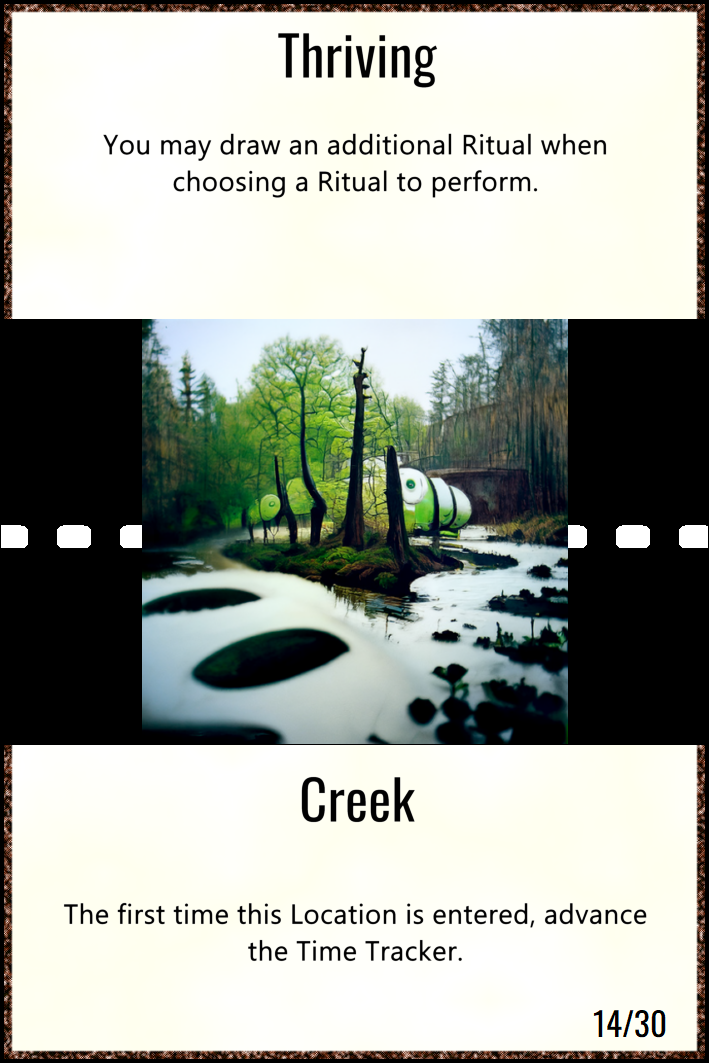 Thriving
You may draw an additional Ritual when
choosing a Ritual to perform.
Creek
The first time this Location is entered, advance
the Time Tracker.
14/30